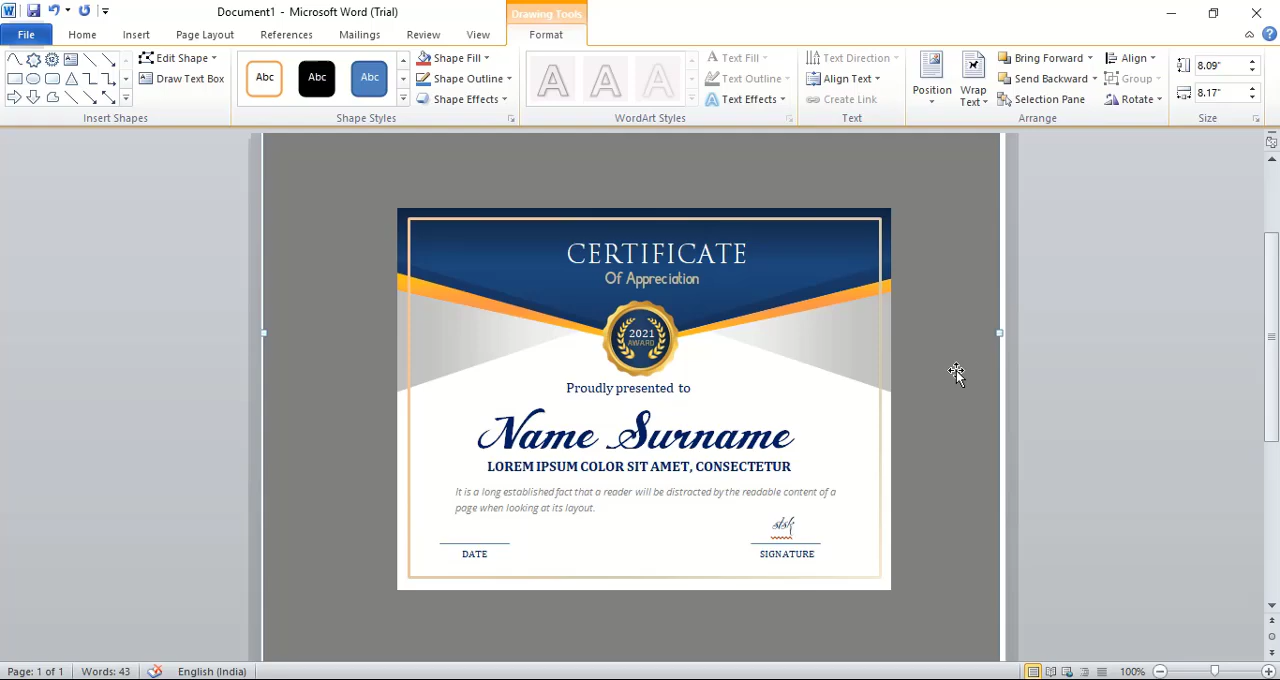 Document1 - Microsoft Word (Trial)
Drawing Tools
File Home Insert Page Layout References Mailings Review View Format
Edit Shape
Draw Text Box
Insert Shapes
Abc Abc Abc
Shape Fill
Shape Outline
Shape Effects
Shape Styles
A A A
WordArt Styles
Text Fill
Text Outline
Text Effects
Text Direction
Align Text
Create Link
Text
Position
Wrap
Text
Bring Forward
Send Backward
Selection Pane
Align
Group
Rotate
Arrange
8.09"
8.17"
Size
CERTIFICATE
Of Appreciation
2021
AWARD
Proudly presented to
Name Surname
LOREM IPSUM COLOR SIT AMET, CONSECTETUR
It is a long established fact that a reader will be distracted by the readable content of a
page when looking at its layout.
DATE
SIGNATURE
Page: 1 of 1 Words: 43 English (India) 100%